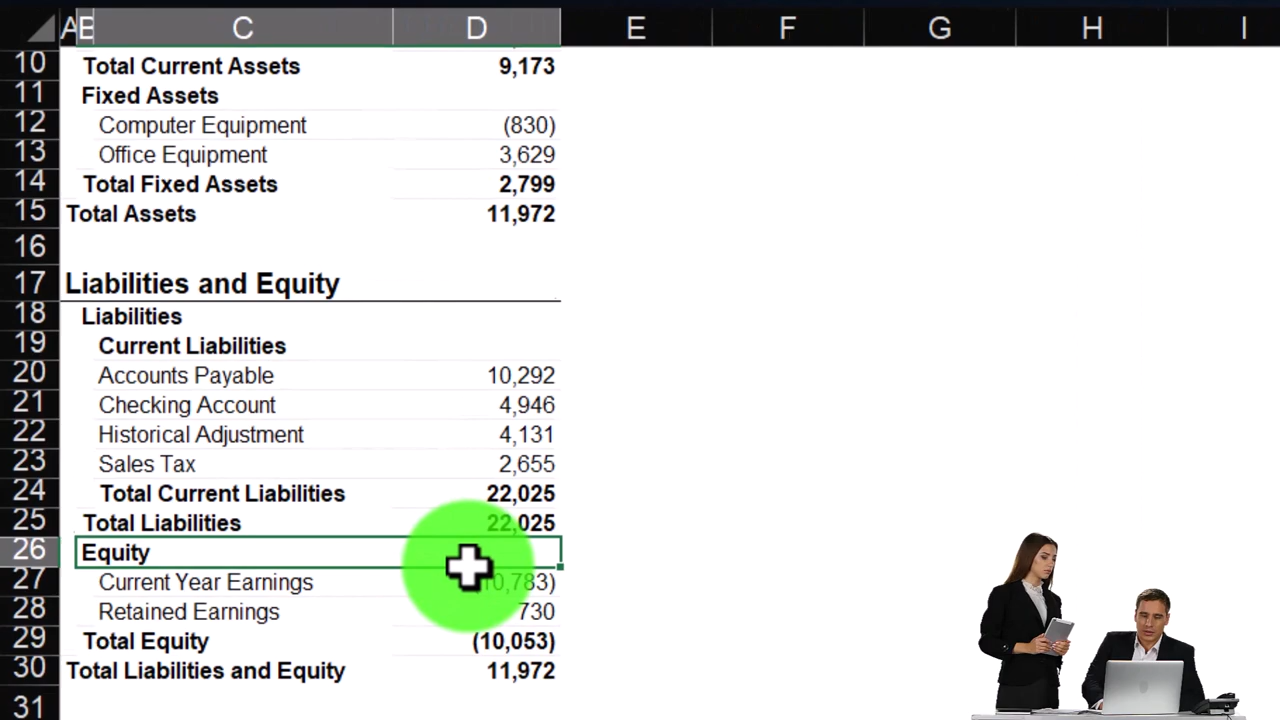 A B C D E F G H I
10 Total Current Assets 9,173
11 Fixed Assets
12 Computer Equipment (830)
13 Office Equipment 3,629
14 Total Fixed Assets 2,799
15 Total Assets 11,972
16
17 Liabilities and Equity
18 Liabilities
19 Current Liabilities
20 Accounts Payable 10,292
21 Checking Account 4,946
22 Historical Adjustment 4,131
23 Sales Tax 2,655
24 Total Current Liabilities 22,025
25 Total Liabilities 22,025
26 Equity
27 Current Year Earnings
28 Retained Earnings 730
29 Total Equity (10,053)
30 Total Liabilities and Equity 11,972
31